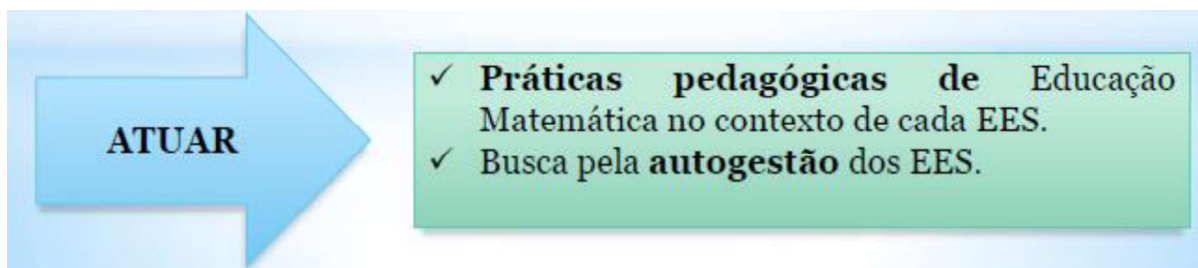 ATUAR
✓ Práticas pedagógicas de Educação
Matemática no contexto de cada EES.
✓ Busca pela autogestão dos EES.